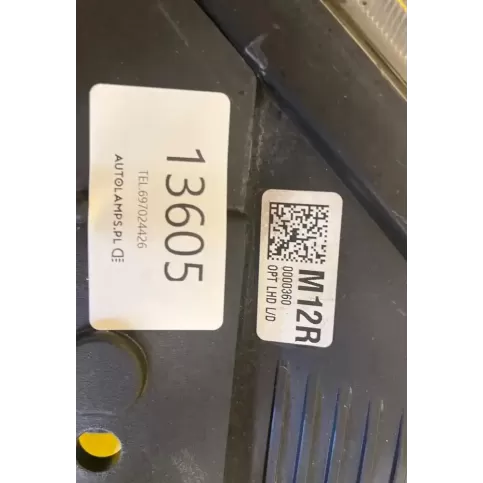 13605
TEL.697024426
AUTOLAMPS.PL
M12R
0000360
OPT LHD L/D